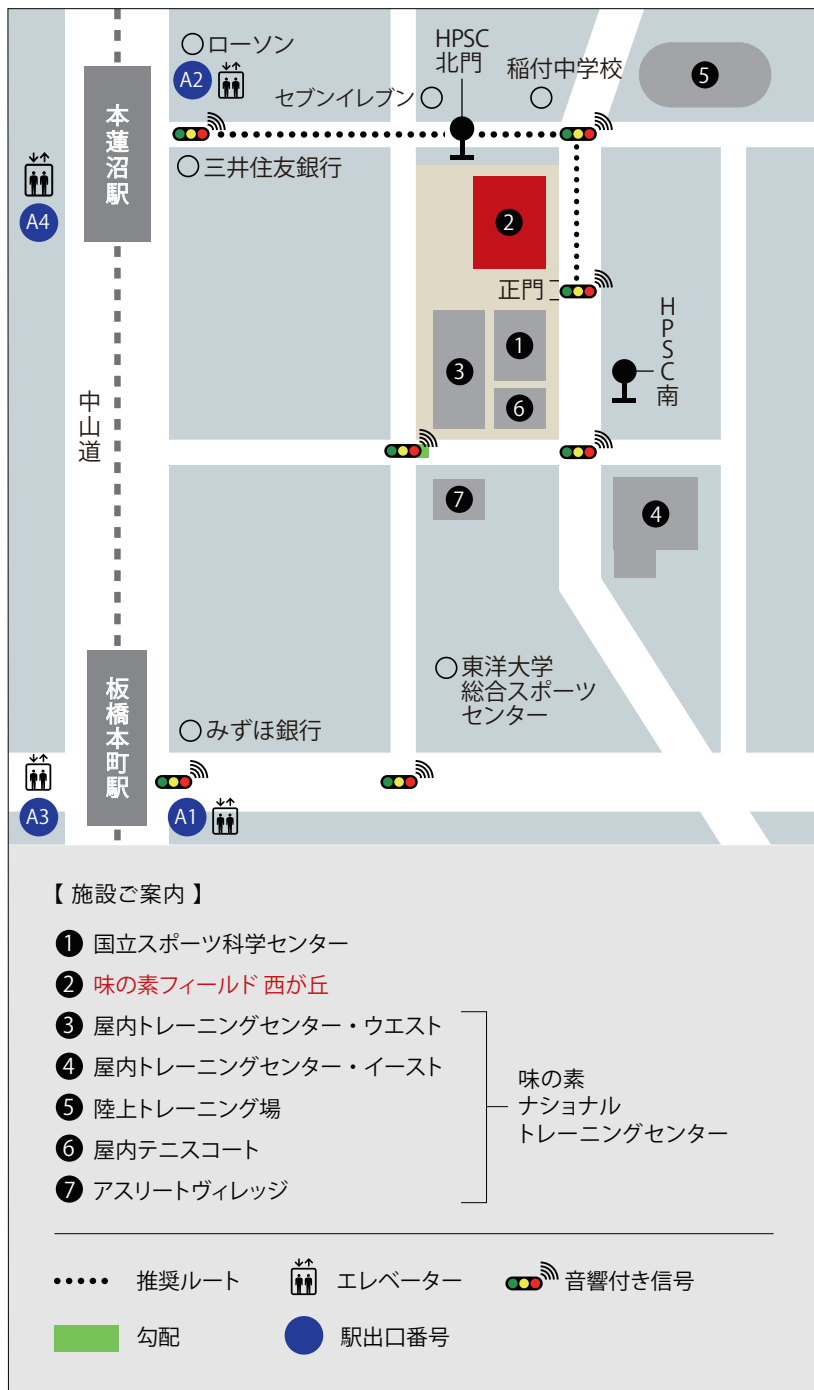 ローソン
A2
HPSC
北門
稲付中学校
セブンイレブン
5
本蓮沼駅
三井住友銀行
A4
2
正門
HPSC南
1
3
6
中山道
7
4
東洋大学
総合スポーツ
センター
板橋本町駅
みずほ銀行
A3
A1
【 施設ご案内 】
1 国立スポーツ科学センター
2 味の素フィールド 西が丘
3 屋内トレーニングセンター・ウエスト
4 屋内トレーニングセンター・イースト
5 陸上トレーニング場
6 屋内テニスコート
7 アスリートヴィレッジ
味の素
ナショナル
トレーニングセンター
推奨ルート
エレベーター
音響付き信号
勾配
駅出口番号